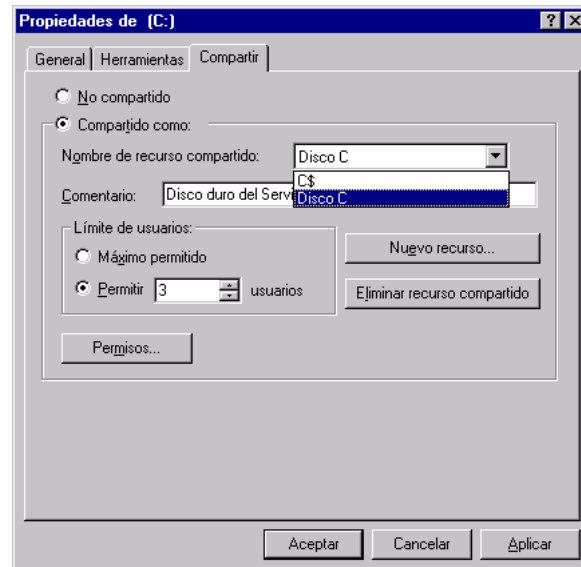 Propiedades de (C:)
General Herramientas Compartir
No compartido
Compartido como:
Nombre de recurso compartido: Disco C
C$
Comentario: Disco duro del Servi
Disco C
Límite de usuarios:
Máximo permitido
Permitir 3 usuarios
Nuevo recurso...
Eliminar recurso compartido
Permisos...
Aceptar Cancelar Aplicar